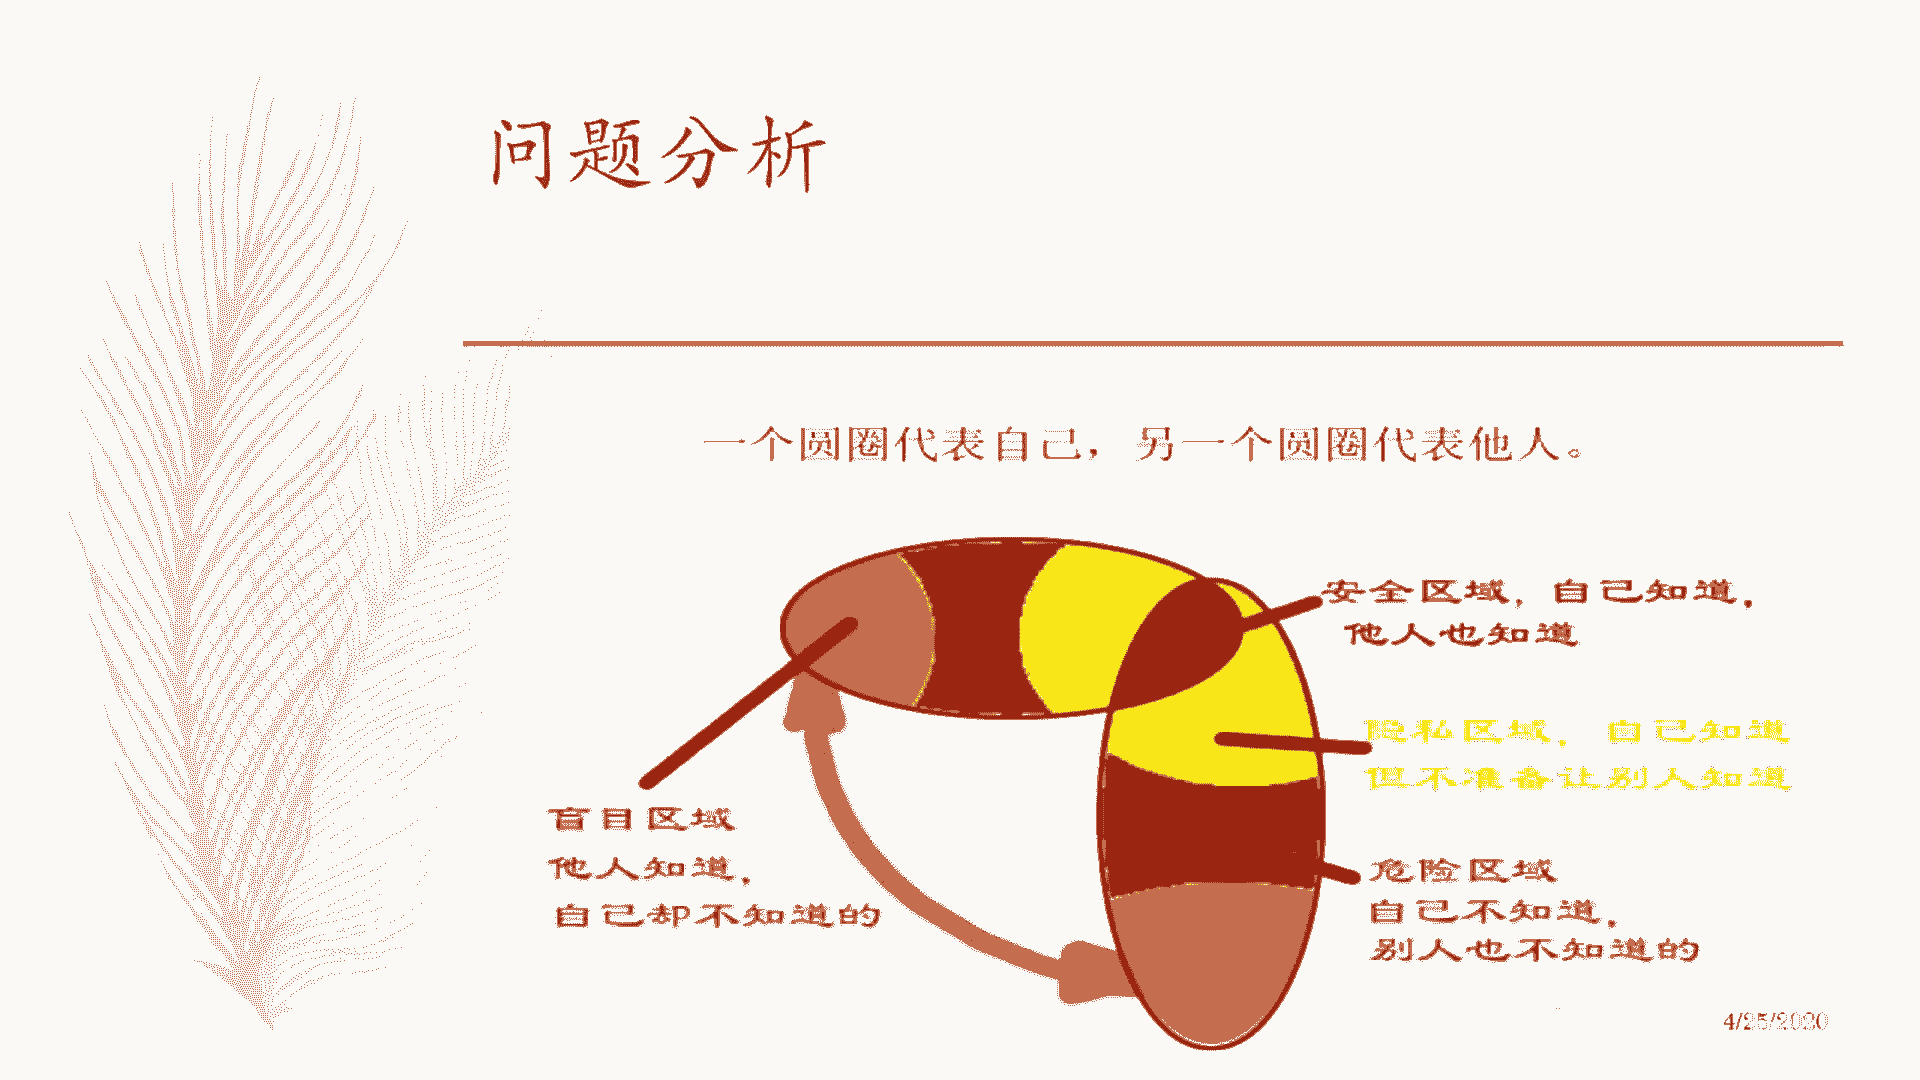 问题分析
一个圆圈代表自己，另一个圆圈代表他人。
安全区域，自己知道，
他人也知道
隐私区域，自己知道
但不准备让别人知道
盲目区域
他人知道，
自己却不知道的
危险区域
自己不知道，
别人也不知道的
4/25/2020